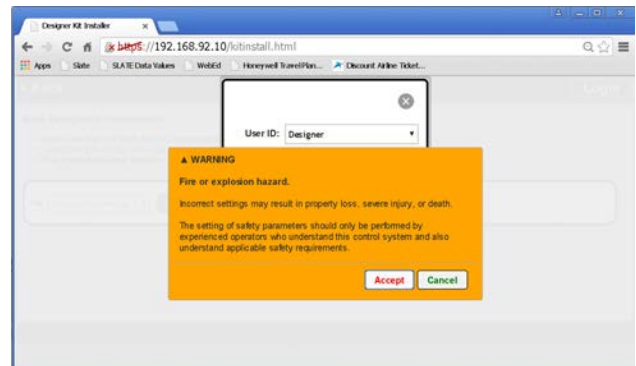 Designer Kit Installer
https://192.168.92.10/kitinstall.html
Apps Slate SLATE Data Values WebEd Honeywell TravelPlan... Discount Airline Ticket...
Login
User ID: Designer
▲ WARNING
Fire or explosion hazard.
Incorrect settings may result in property loss, severe injury, or death.
The setting of safety parameters should only be performed by
experienced operators who understand this control system and also
understand applicable safety requirements.
Accept Cancel